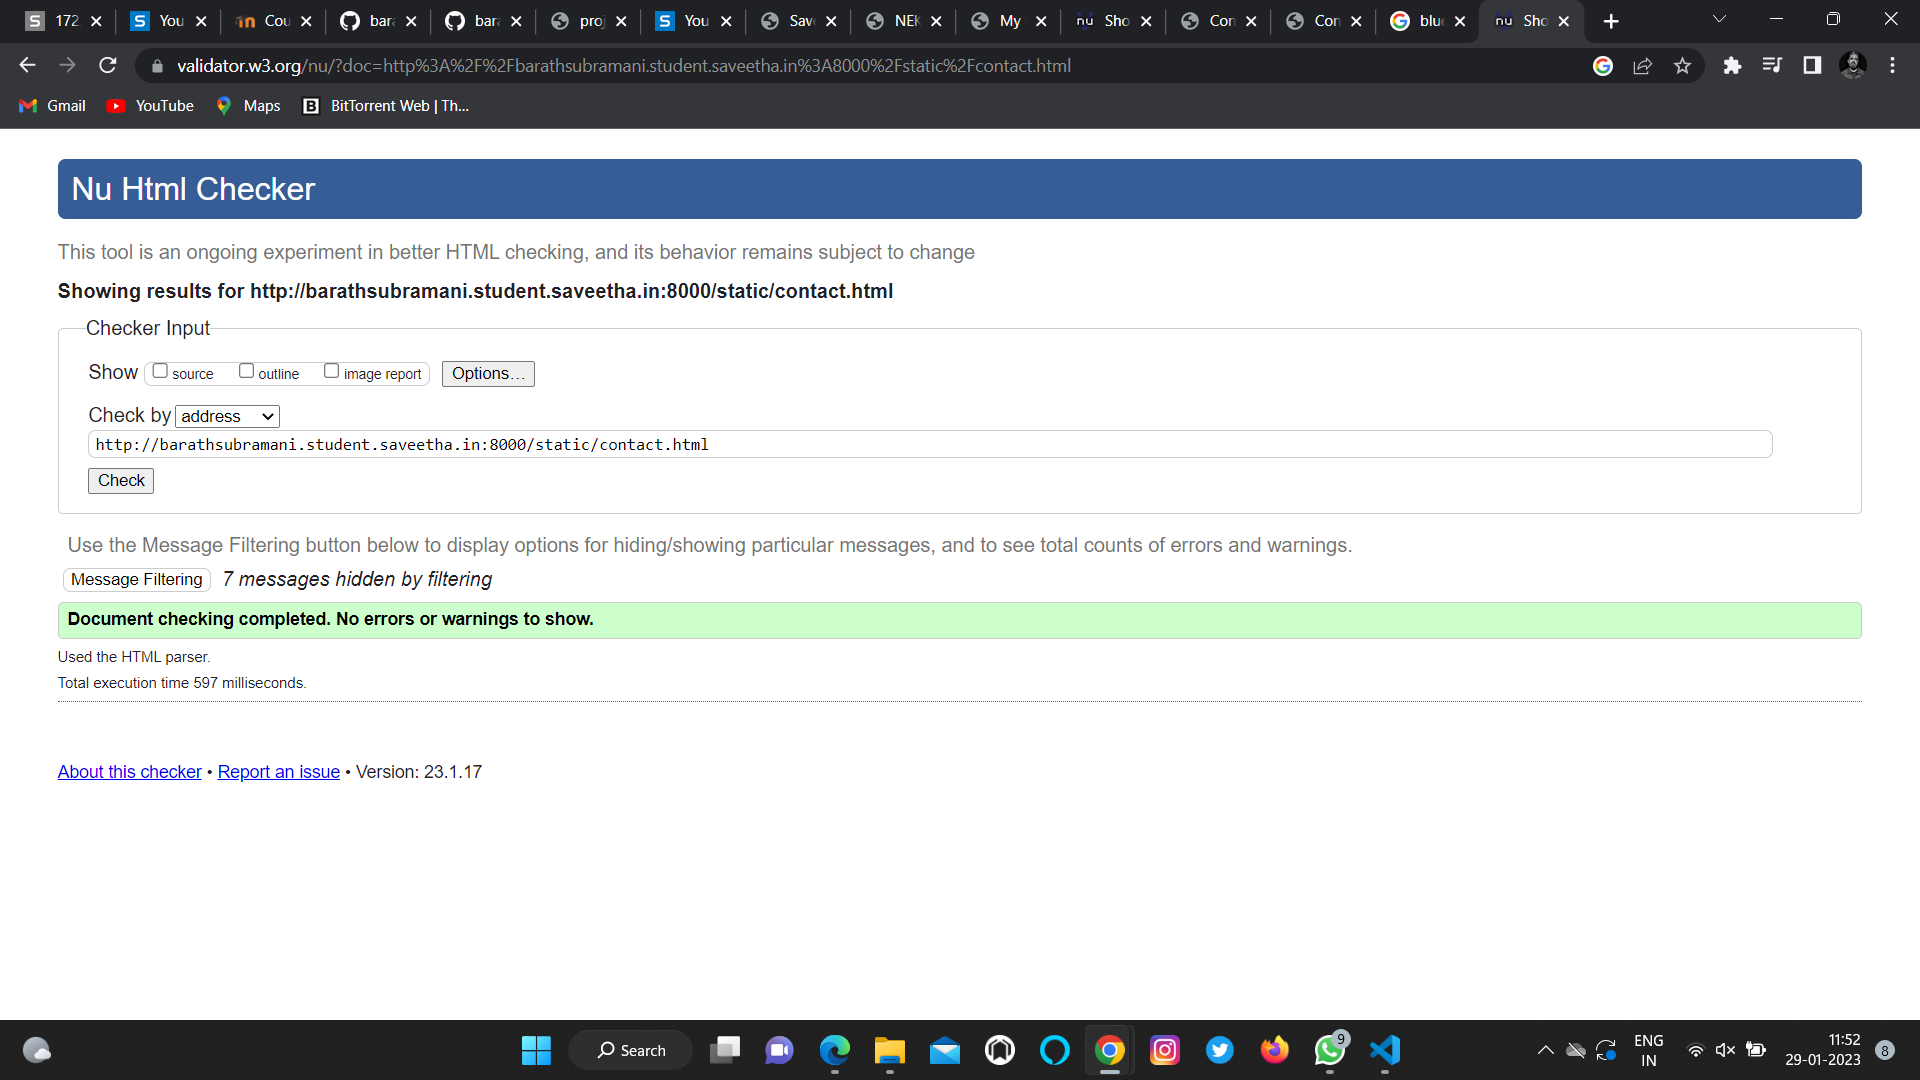 172
You
Cou
bara
bara
proj
You
Save
NEK
My
Sho
Con
Con
blue
Sho
validator.w3.org/nu/?doc=http%3A%2F%2Fbarathsubramani.student.saveetha.in%3A8000%2Fstatic%2Fcontact.html
Gmail YouTube Maps BitTorrent Web | Th...
Nu Html Checker
This tool is an ongoing experiment in better HTML checking, and its behavior remains subject to change
Showing results for http://barathsubramani.student.saveetha.in:8000/static/contact.html
Checker Input
Show source outline image report Options...
Check by address
http://barathsubramani.student.saveetha.in:8000/static/contact.html
Check
Use the Message Filtering button below to display options for hiding/showing particular messages, and to see total counts of errors and warnings.
Message Filtering 7 messages hidden by filtering
Document checking completed. No errors or warnings to show.
Used the HTML parser.
Total execution time 597 milliseconds.
About this checker • Report an issue • Version: 23.1.17
Search
9
ENG
IN
11:52
29-01-2023
8